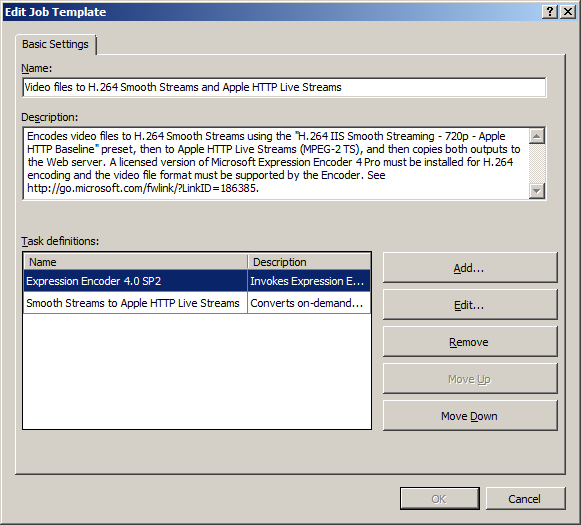 Edit Job Template
Basic Settings
Name:
Video files to H.264 Smooth Streams and Apple HTTP Live Streams
Description:
Encodes video files to H.264 Smooth Streams using the "H.264 IIS Smooth Streaming - 720p - Apple
HTTP Baseline" preset, then to Apple HTTP Live Streams (MPEG-2 TS), and then copies both outputs to
the Web server. A licensed version of Microsoft Expression Encoder 4 Pro must be installed for H.264
encoding and the video file format must be supported by the Encoder. See
http://go.microsoft.com/fwlink/?LinkID=186385.
Task definitions:
Name Description
Expression Encoder 4.0 SP2 Invokes Expression E...
Smooth Streams to Apple HTTP Live Streams Converts on-demand...
Add...
Edit...
Remove
Move Up
Move Down
OK Cancel